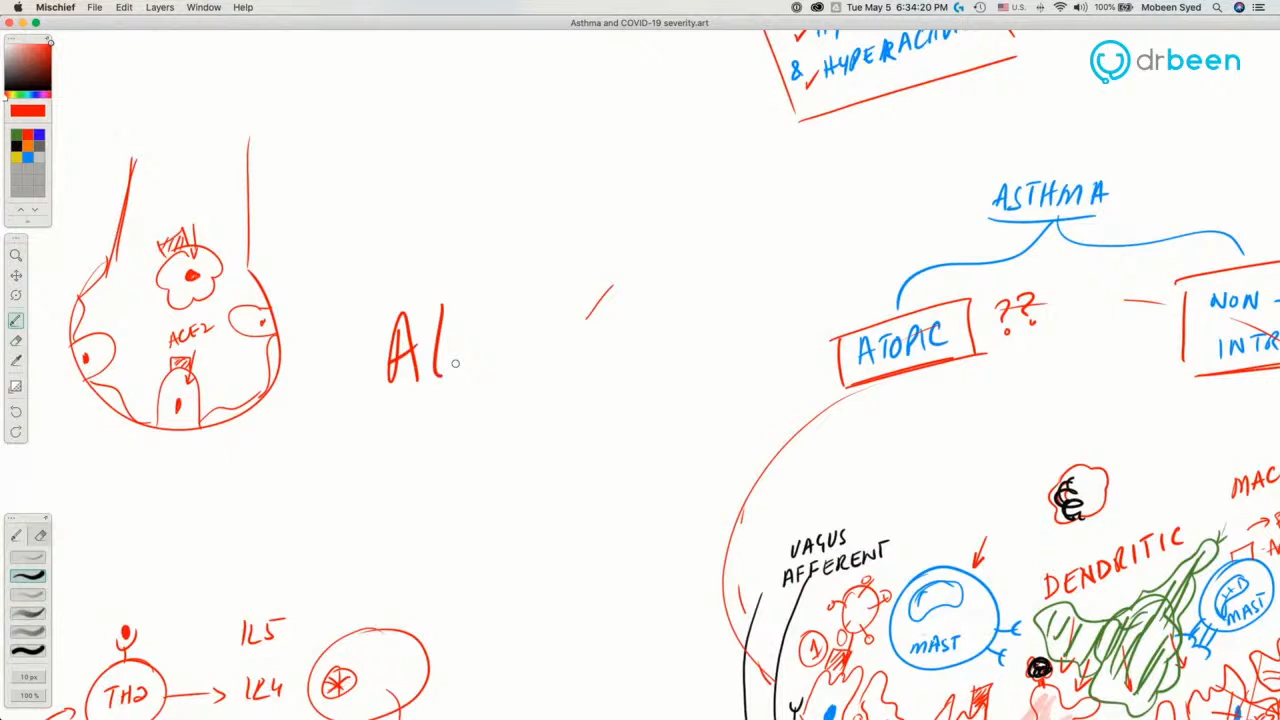 Mischief File Edit Layers Window Help
U.S. 100% Tue May 5 6:34:20 PM Mobeen Syed
Asthma and COVID-19 severity.art
drbeen
& HYPERACTIV
ASTHMA
ATOPIC ??
NON -
INTR
ACE2
Al
VAGUS
AFFERENT
MAC
DENDRITIC
MAST
MAST
1
IL5
TH2
IL4
10 px
100 %